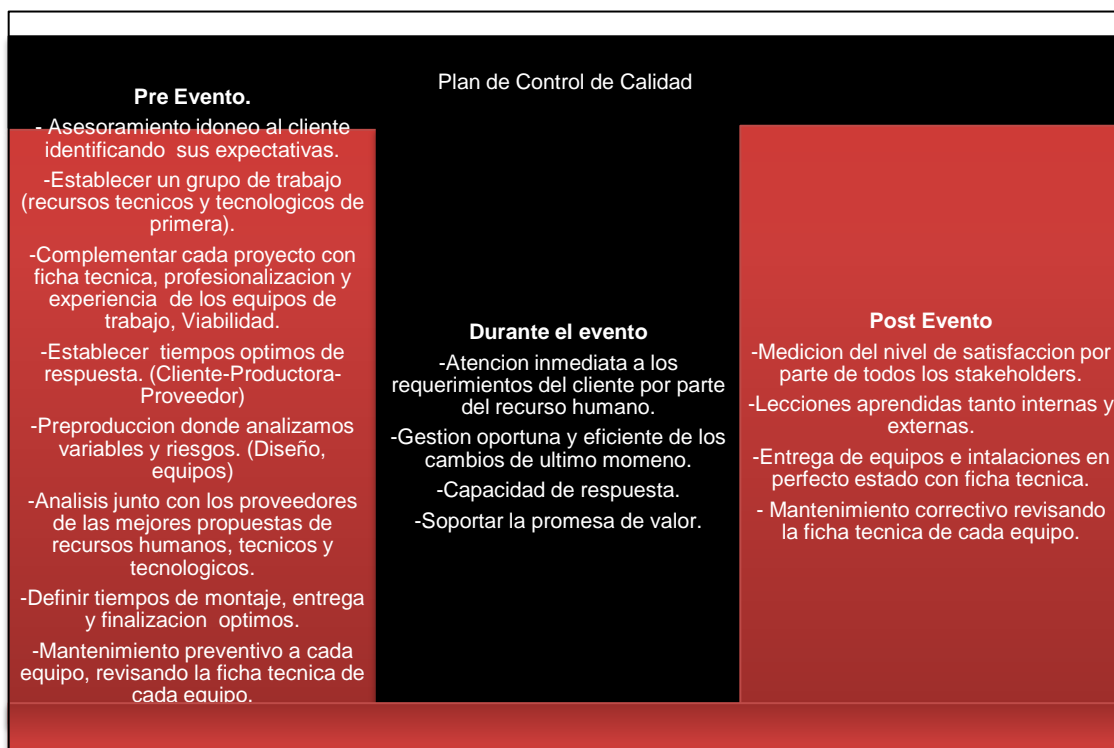 Plan de Control de Calidad
Pre Evento.
- Asesoramiento idoneo al cliente
identificando sus expectativas.
-Establecer un grupo de trabajo
(recursos tecnicos y tecnologicos de
primera).
-Complementar cada proyecto con
ficha tecnica, profesionalizacion y
experiencia de los equipos de
trabajo, Viabilidad.
-Establecer tiempos optimos de
respuesta. (Cliente-Productora-
Proveedor)
-Preproduccion donde analizamos
variables y riesgos. (Diseño,
equipos)
-Analisis junto con los proveedores
de las mejores propuestas de
recursos humanos, tecnicos y
tecnologicos.
-Definir tiempos de montaje, entrega
y finalizacion optimos.
-Mantenimiento preventivo a cada
equipo, revisando la ficha tecnica de
cada equipo.
Durante el evento
-Atencion inmediata a los
requerimientos del cliente por parte
del recurso humano.
-Gestion oportuna y eficiente de los
cambios de ultimo momeno.
-Capacidad de respuesta.
-Soportar la promesa de valor.
Post Evento
-Medicion del nivel de satisfaccion por
parte de todos los stakeholders.
-Lecciones aprendidas tanto internas y
externas.
-Entrega de equipos e intalaciones en
perfecto estado con ficha tecnica.
- Mantenimiento correctivo revisando
la ficha tecnica de cada equipo.